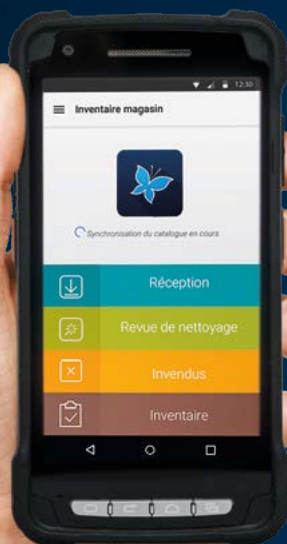 12:30
Inventaire magasin
Synchronisation du catalogue en cours
Réception
Revue de nettoyage
Invendus
Inventaire